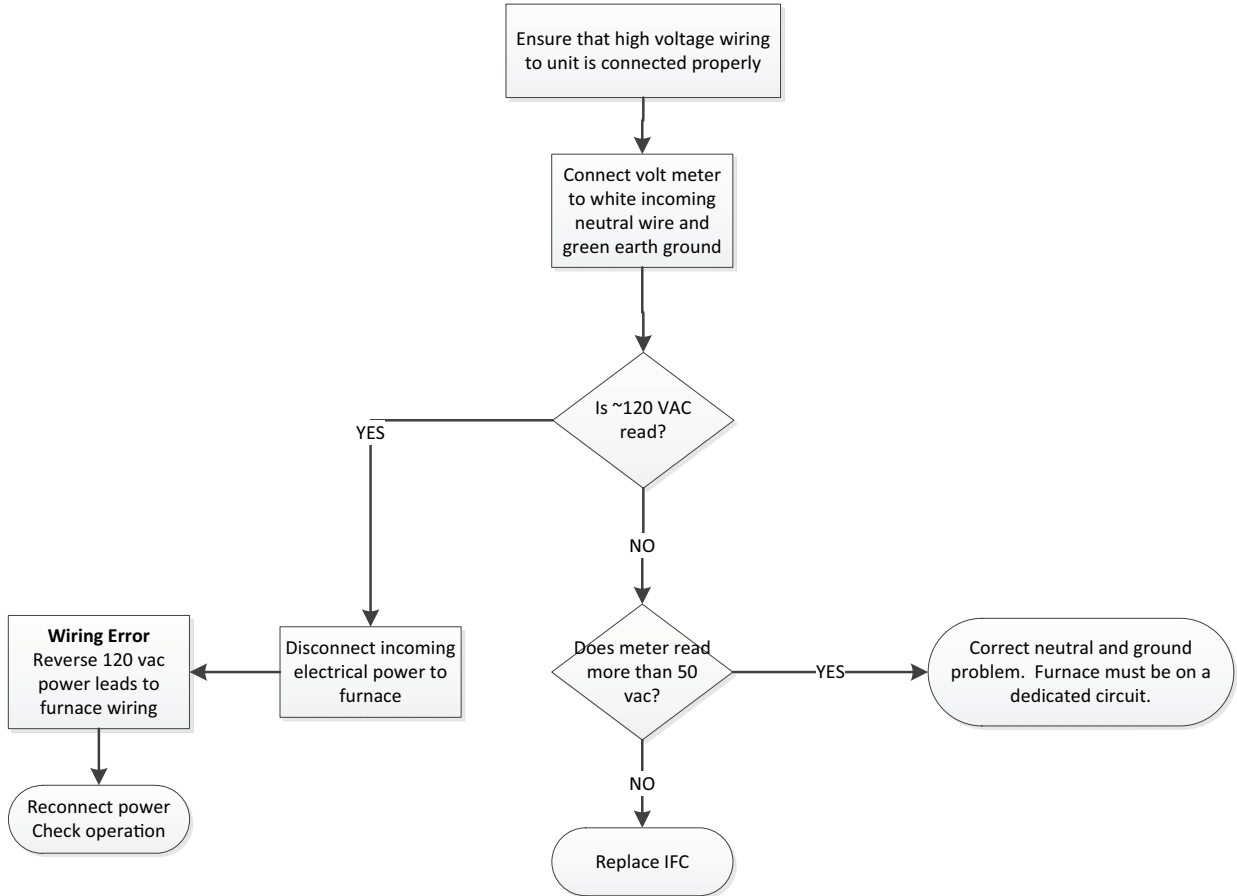 Ensure that high voltage wiring
to unit is connected properly
Connect volt meter
to white incoming
neutral wire and
green earth ground
Is ~120 VAC
read?
YES
NO
Wiring Error
Reverse 120 vac
power leads to
furnace wiring
Disconnect incoming
electrical power to
furnace
Does meter read
more than 50
vac?
YES
Correct neutral and ground
problem.  Furnace must be on a
dedicated circuit.
NO
Reconnect power
Check operation
Replace IFC